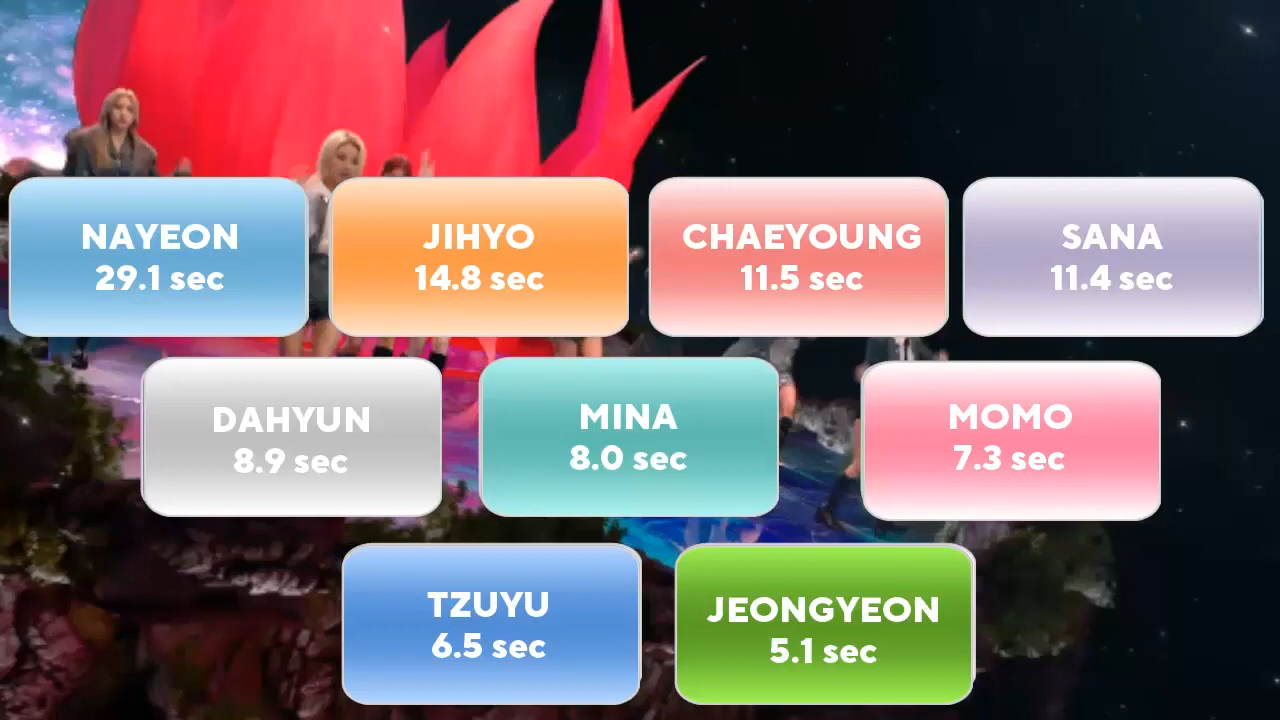 NAYEON
29.1 sec
JIHYO
14.8 sec
CHAEYOUNG
11.5 sec
SANA
11.4 sec
DAHYUN
8.9 sec
MINA
8.0 sec
MOMO
7.3 sec
TZUYU
6.5 sec
JEONGYEON
5.1 sec